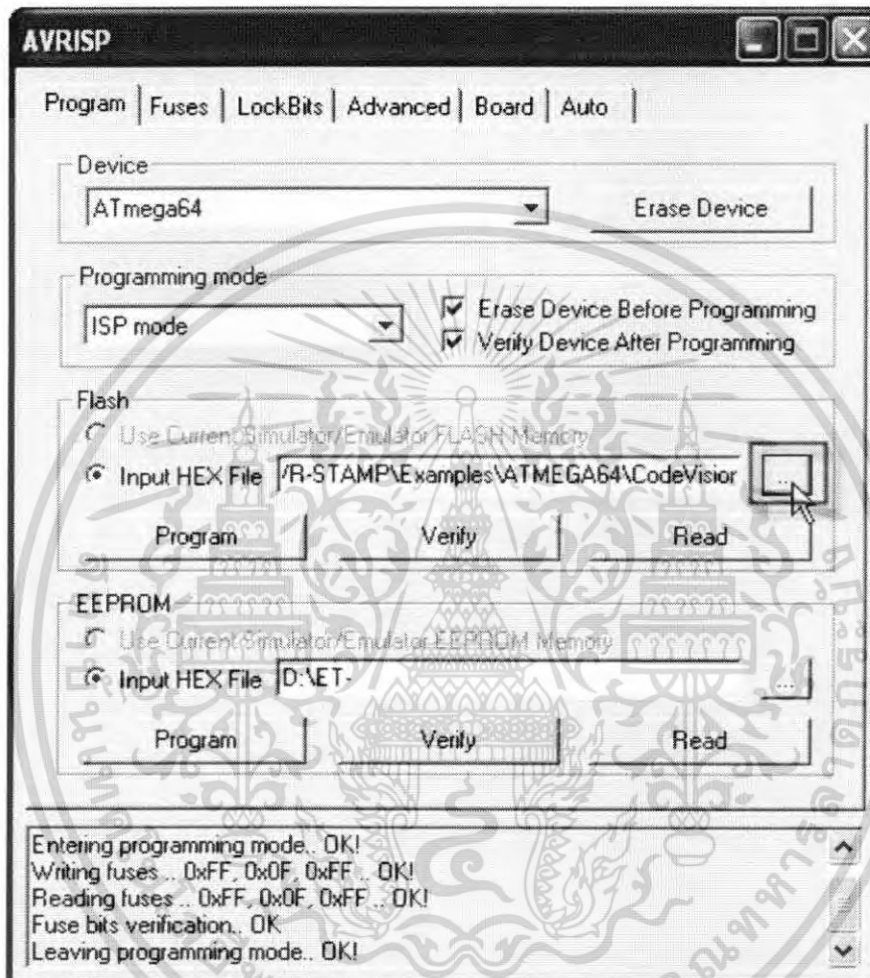 AVRISP
Program Fuses LockBits Advanced Board Auto
Device
ATmega64 Erase Device
Programming mode
ISP mode
Erase Device Before Programming
Verify Device After Programming
Flash
Use Current Simulator/Emulator FLASH Memory
Input HEX File /R-STAMP\Examples\ATMEGA64\CodeVision ...
Program Verify Read
EEPROM
Use Current Simulator/Emulator EEPROM Memory
Input HEX File D:\ET- ...
Program Verify Read
Entering programming mode.. OK!
Writing fuses .. 0xFF, 0x0F, 0xFF .. OK!
Reading fuses .. 0xFF, 0x0F, 0xFF .. OK!
Fuse bits verification.. OK
Leaving programming mode.. OK!